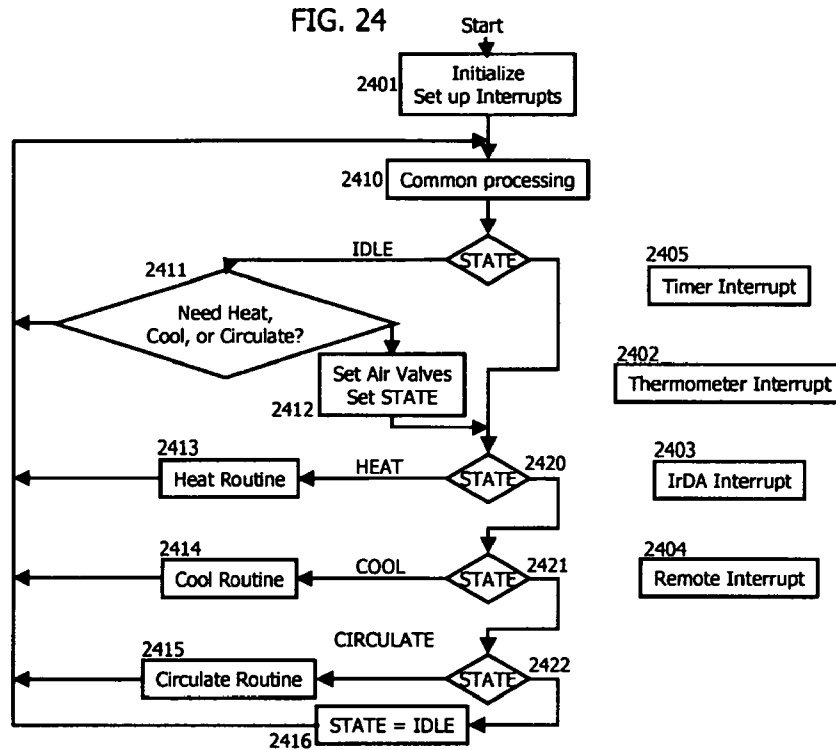 FIG. 24
Start
2401
Initialize
Set up Interrupts
2410
Common processing
IDLE
STATE
2405
Timer Interrupt
2411
Need Heat,
Cool, or Circulate?
2402
Thermometer Interrupt
Set Air Valves
Set STATE
2412
2413
Heat Routine
HEAT
STATE
2420
2403
IrDA Interrupt
2414
Cool Routine
COOL
STATE
2421
2404
Remote Interrupt
CIRCULATE
2415
Circulate Routine
STATE
2422
STATE = IDLE
2416